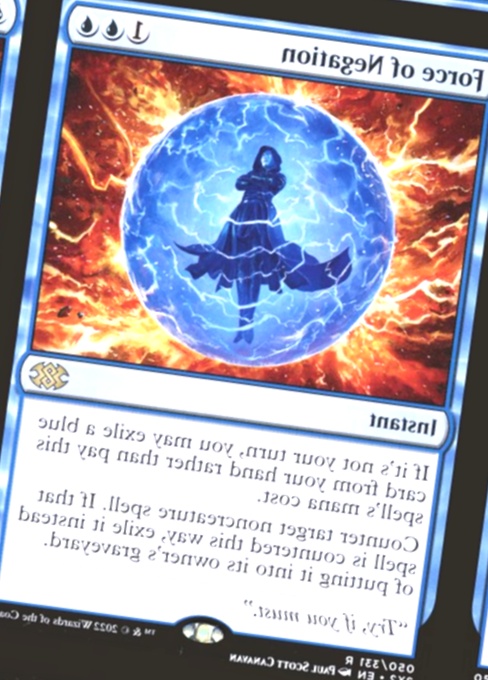 Force of Negation 1
Instant
If it's not your turn, you may exile a blue
card from your hand rather than pay this
spell's mana cost.
Counter target noncreature spell. If that
spell is countered this way, exile it instead
of putting it into its owner's graveyard.
"Try, if you must."
050/331 R
2X2 • EN PAUL SCOTT CANAVAN
™ & © 2022 Wizards of the Coa